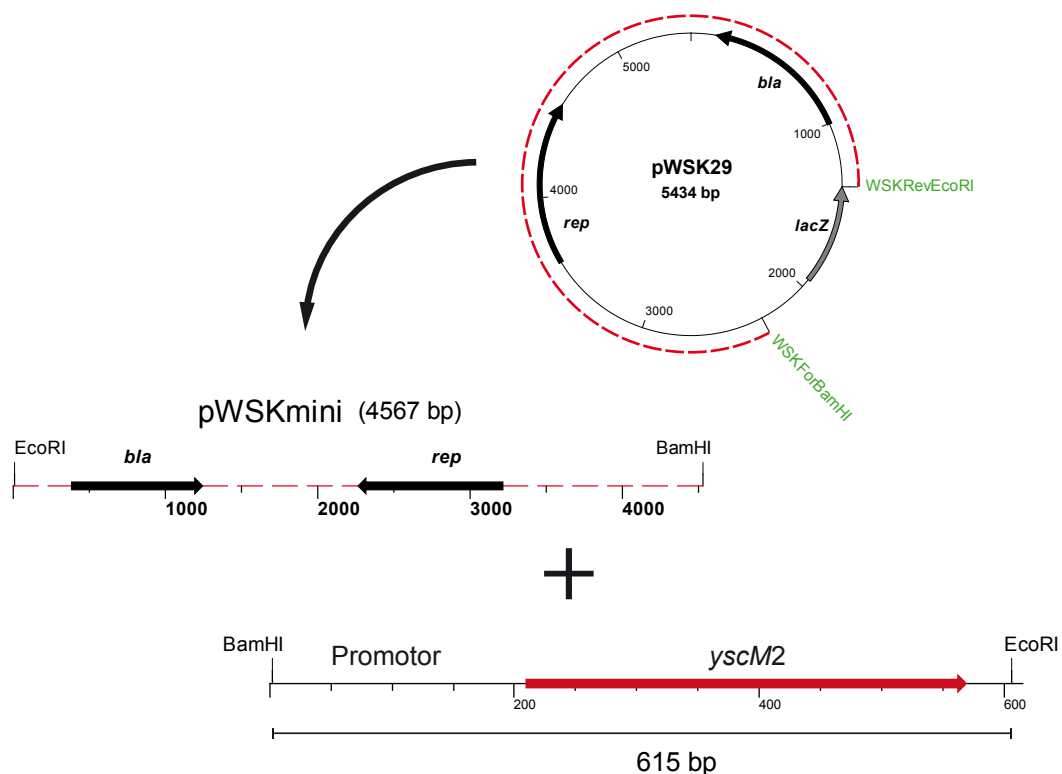 5000
bla
1000
pWSK29
5434 bp
WSKRevEcoRI
4000
rep
lacZ
2000
3000
WSKForBamHI
pWSKmini (4567 bp)
EcoRI
bla
rep
BamHI
1000
2000
3000
4000
+
BamHI
Promotor
yscM2
EcoRI
200
400
600
615 bp